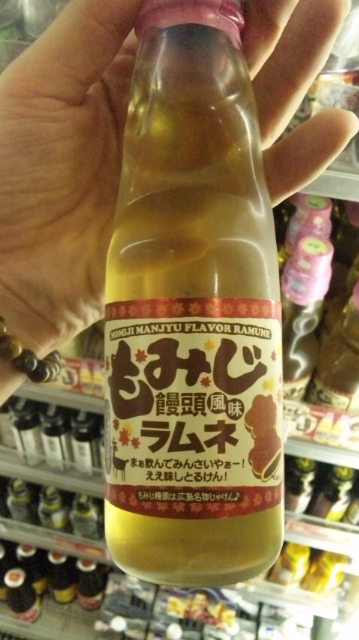 MOMIJI MANJYU FLAVOR RAMUNE
もみじ
饅頭風味
ラムネ
まぁ飲んでみんさいやぁー!
ええ味しとるけん!
もみじ饅頭は広島名物じゃけん♪